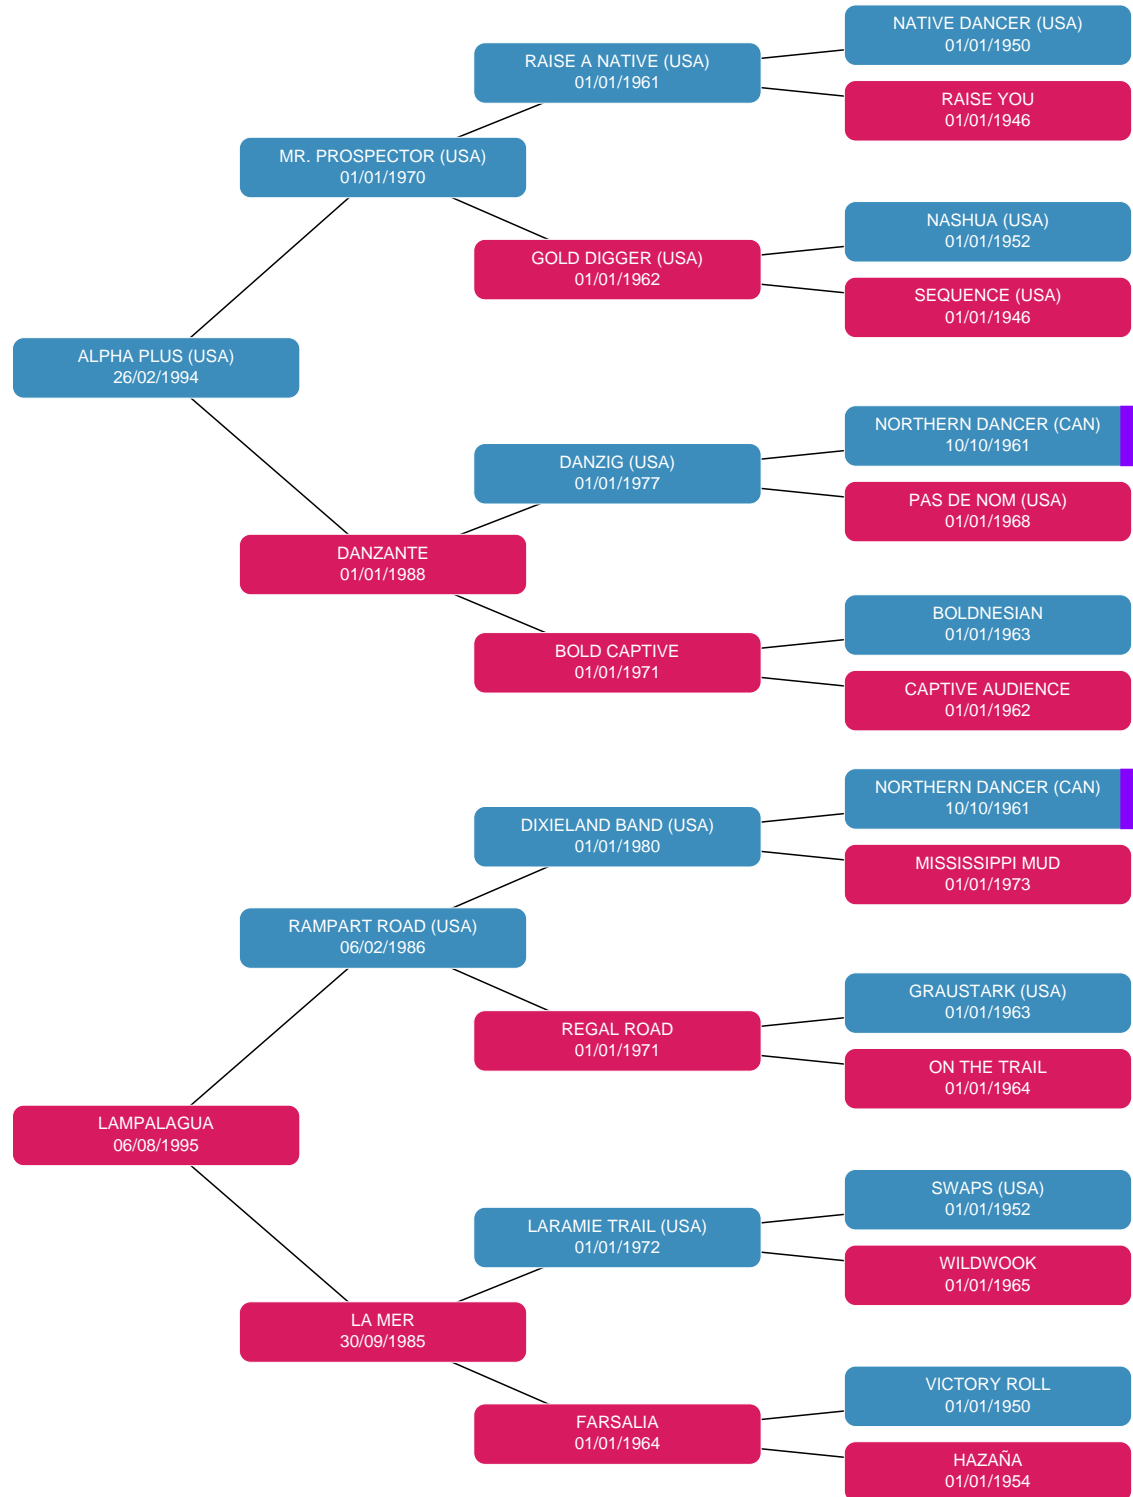 NATIVE DANCER (USA)
01/01/1950
RAISE A NATIVE (USA)
01/01/1961
RAISE YOU
01/01/1946
MR. PROSPECTOR (USA)
01/01/1970
NASHUA (USA)
01/01/1952
GOLD DIGGER (USA)
01/01/1962
SEQUENCE (USA)
01/01/1946
ALPHA PLUS (USA)
26/02/1994
NORTHERN DANCER (CAN)
10/10/1961
DANZIG (USA)
01/01/1977
PAS DE NOM (USA)
01/01/1968
DANZANTE
01/01/1988
BOLDNESIAN
01/01/1963
BOLD CAPTIVE
01/01/1971
CAPTIVE AUDIENCE
01/01/1962
NORTHERN DANCER (CAN)
10/10/1961
DIXIELAND BAND (USA)
01/01/1980
MISSISSIPPI MUD
01/01/1973
RAMPART ROAD (USA)
06/02/1986
GRAUSTARK (USA)
01/01/1963
REGAL ROAD
01/01/1971
ON THE TRAIL
01/01/1964
LAMPALAGUA
06/08/1995
SWAPS (USA)
01/01/1952
LARAMIE TRAIL (USA)
01/01/1972
WILDWOOK
01/01/1965
LA MER
30/09/1985
VICTORY ROLL
01/01/1950
FARSALIA
01/01/1964
HAZAÑA
01/01/1954